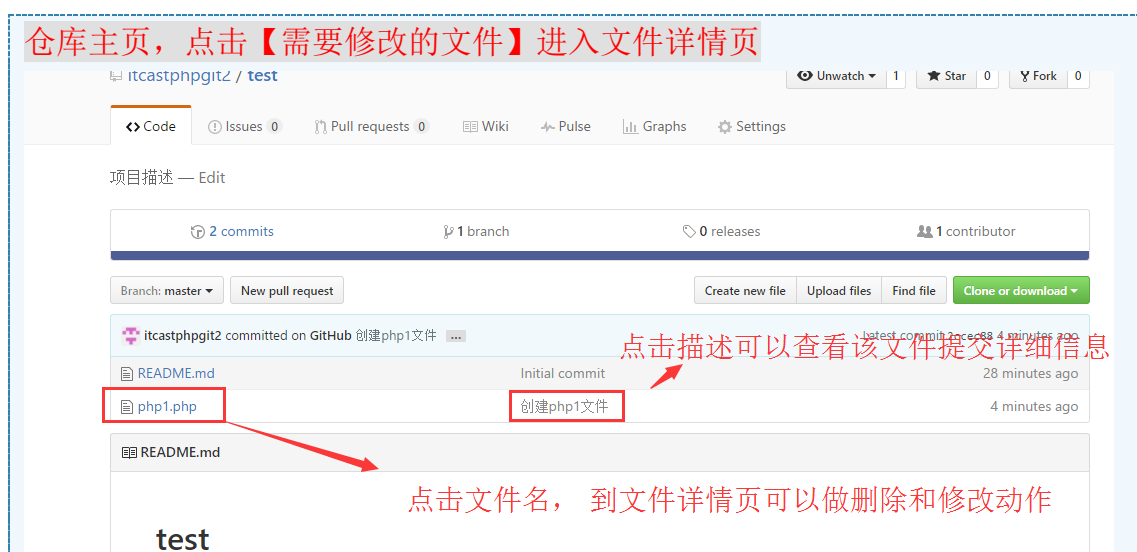 仓库主页，点击【需要修改的文件】进入文件详情页
itcastphpgit2 / test
Unwatch 1 Star 0 Fork 0
Code Issues 0 Pull requests 0 Wiki Pulse Graphs Settings
项目描述 — Edit
2 commits 1 branch 0 releases 1 contributor
Branch: master New pull request Create new file Upload files Find file Clone or download
itcastphpgit2 committed on GitHub 创建php1文件 ... Latest commit 4 minutes ago
点击描述可以查看该文件提交详细信息
README.md Initial commit 28 minutes ago
php1.php 创建php1文件 4 minutes ago
README.md
点击文件名， 到文件详情页可以做删除和修改动作
test